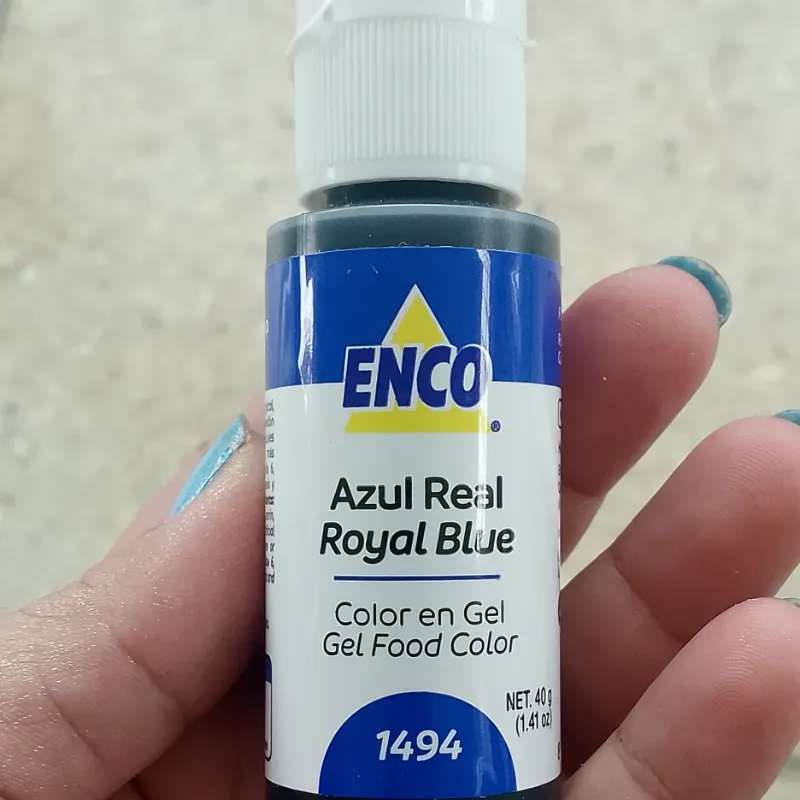 ENCO
®
Azul Real
Royal Blue
Color en Gel
Gel Food Color
NET. 40 g
(1.41 oz)
1494